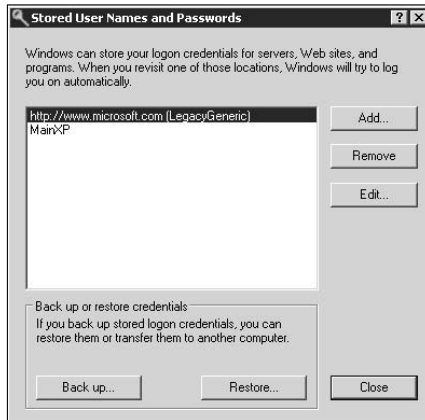 Stored User Names and Passwords
Windows can store your logon credentials for servers, Web sites, and
programs. When you revisit one of those locations, Windows will try to log
you on automatically.
http://www.microsoft.com (LegacyGeneric)
MainXP
Add...
Remove
Edit...
Back up or restore credentials
If you back up stored logon credentials, you can
restore them or transfer them to another computer.
Back up...
Restore...
Close